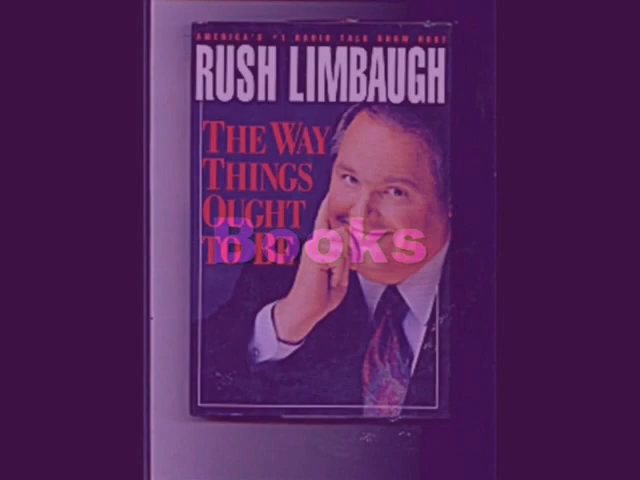 AMERICA'S #1 RADIO TALK SHOW HOST
RUSH LIMBAUGH
THE WAY
THINGS
OUGHT
TO BE
Books